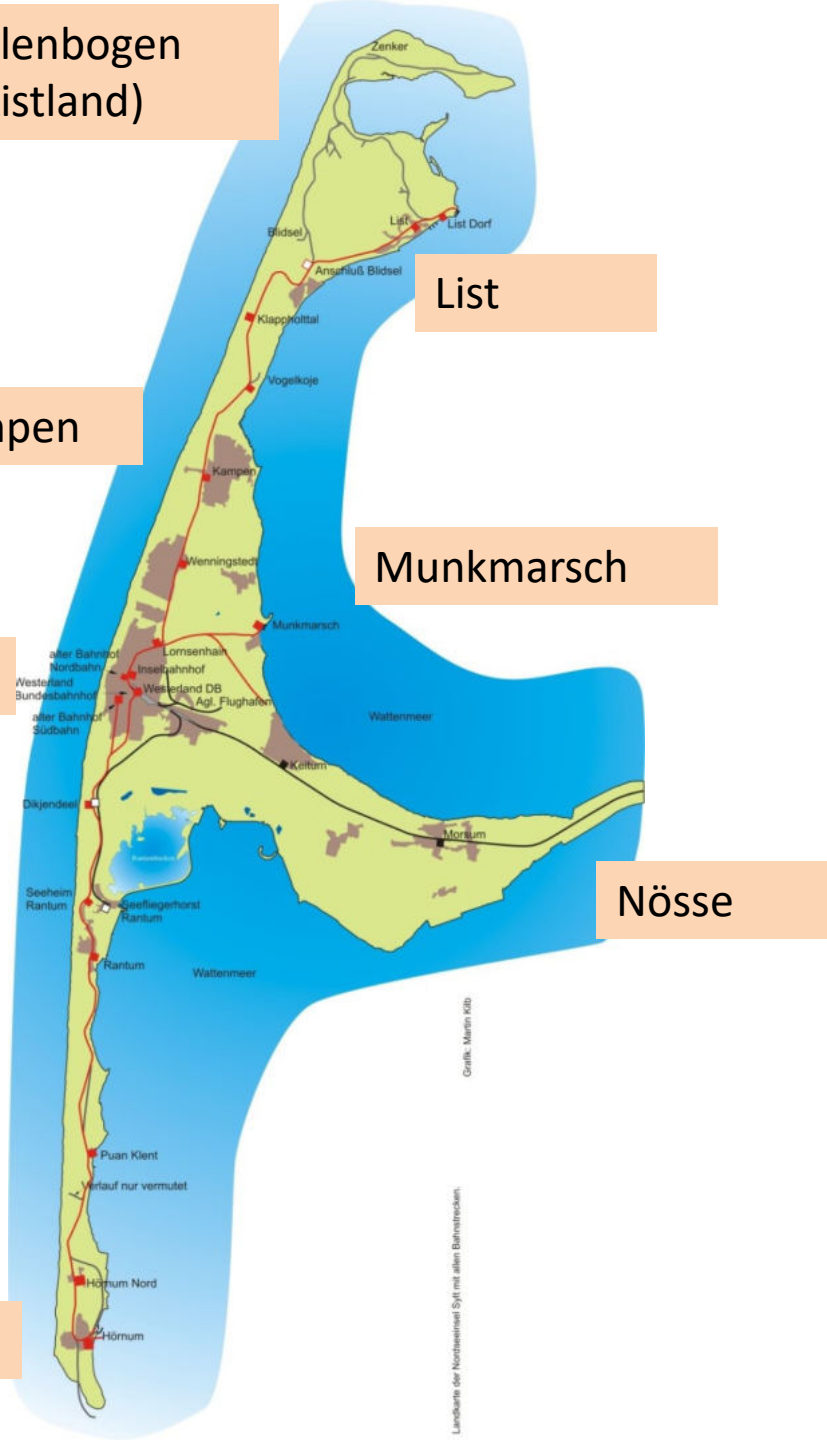 lenbogen
istland)
Zenker
List
List Dorf
Blidsel
Anschluß Blidsel
List
Klappholttal
Vogelkoje
pen
Kampen
Wenningstedt
Munkmarsch
Munkmarsch
Lornsenhain
alter Bahnhof
Nordbahn
Inselbahnhof
Westerland
Bundesbahnhof
Westerland DB
Agl. Flughafen
alter Bahnhof
Südbahn
Wattenmeer
Keitum
Dikjendeel
Morsum
Seeheim
Rantum
Seefliegerhorst
Rantum
Nösse
Rantum
Wattenmeer
Grafik: Martin Kilb
Puan Klent
Verlauf nur vermutet
Hörnum Nord
Hörnum
Landkarte der Nordseeinsel Sylt mit allen Bahnstrecken.